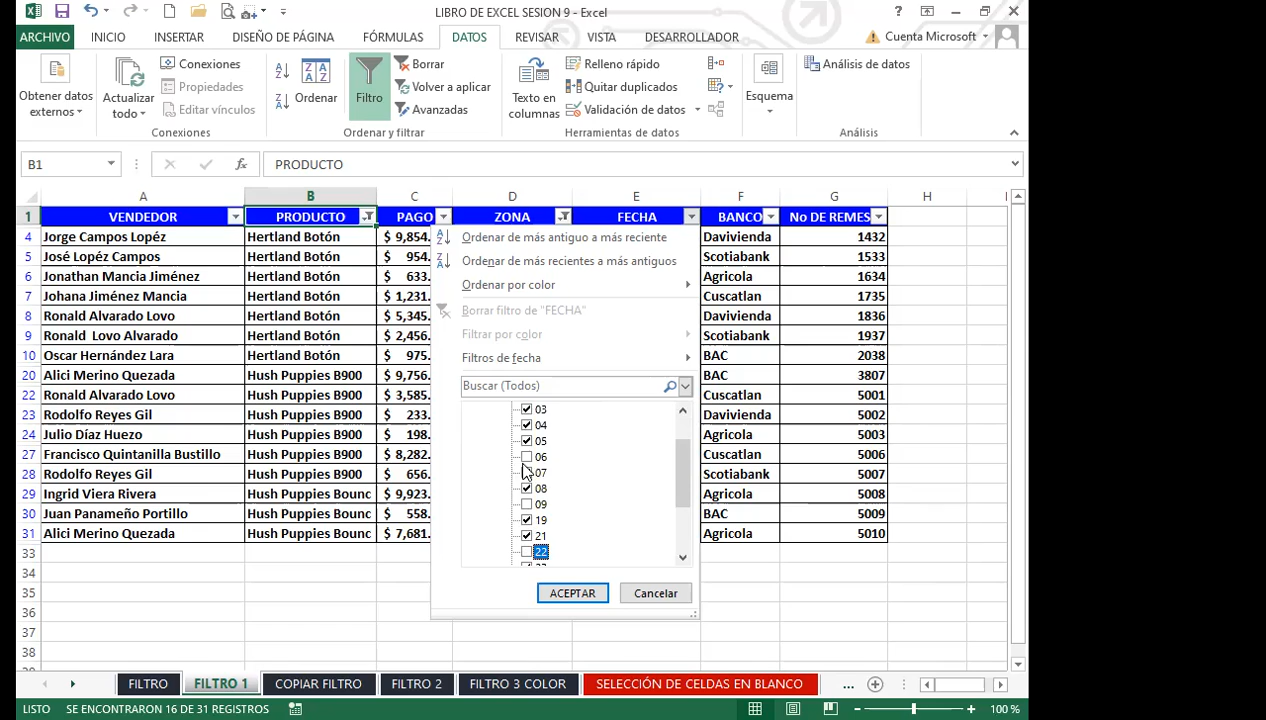 LIBRO DE EXCEL SESION 9 - Excel
ARCHIVO INICIO INSERTAR DISEÑO DE PÁGINA FÓRMULAS DATOS REVISAR VISTA DESARROLLADOR Cuenta Microsoft
Obtener datos externos
Actualizar todo
Conexiones
Propiedades
Editar vínculos
Conexiones
Ordenar
Filtro
Borrar
Volver a aplicar
Avanzadas
Ordenar y filtrar
Texto en columnas
Relleno rápido
Quitar duplicados
Validación de datos
Herramientas de datos
Esquema
Análisis de datos
Análisis
B1 fx PRODUCTO
A B C D E F G H I
1 VENDEDOR PRODUCTO PAGO ZONA FECHA BANCO No DE REMES
4 Jorge Campos Lopéz Hertland Botón $ 9,854. Davivienda 1432
5 José Lopéz Campos Hertland Botón $ 954. Scotiabank 1533
6 Jonathan Mancia Jiménez Hertland Botón $ 633. Agricola 1634
7 Johana Jiménez Mancia Hertland Botón $ 1,231. Cuscatlan 1735
8 Ronald Alvarado Lovo Hertland Botón $ 5,345. Davivienda 1836
9 Ronald Lovo Alvarado Hertland Botón $ 2,456. Scotiabank 1937
10 Oscar Hernández Lara Hertland Botón $ 975. BAC 2038
20 Alici Merino Quezada Hush Puppies B900 $ 9,756. BAC 3807
22 Ronald Alvarado Lovo Hush Puppies B900 $ 3,585. Cuscatlan 5001
23 Rodolfo Reyes Gil Hush Puppies B900 $ 233. Davivienda 5002
24 Julio Díaz Huezo Hush Puppies B900 $ 198. Agricola 5003
27 Francisco Quintanilla Bustillo Hush Puppies B900 $ 8,282. Cuscatlan 5006
28 Rodolfo Reyes Gil Hush Puppies B900 $ 656. Scotiabank 5007
29 Ingrid Viera Rivera Hush Puppies Bounc $ 9,923. Agricola 5008
30 Juan Panameño Portillo Hush Puppies Bounc $ 558. BAC 5009
31 Alici Merino Quezada Hush Puppies Bounc $ 7,681. Agricola 5010
33
34
35
36
37
38
Ordenar de más antiguo a más reciente
Ordenar de más recientes a más antiguos
Ordenar por color
Borrar filtro de "FECHA"
Filtrar por color
Filtros de fecha
Buscar (Todos)
03
04
05
06
07
08
09
19
21
22
ACEPTAR Cancelar
FILTRO FILTRO 1 COPIAR FILTRO FILTRO 2 FILTRO 3 COLOR SELECCIÓN DE CELDAS EN BLANCO ...
LISTO SE ENCONTRARON 16 DE 31 REGISTROS 100 %